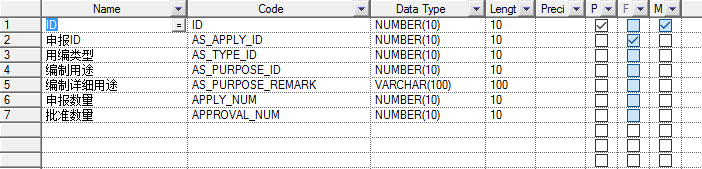 Name Code Data Type Lengt Preci P F M
1 ID = ID NUMBER(10) 10
2 申报ID AS_APPLY_ID NUMBER(10) 10
3 用编类型 AS_TYPE_ID NUMBER(10) 10
4 编制用途 AS_PURPOSE_ID NUMBER(10) 10
5 编制详细用途 AS_PURPOSE_REMARK VARCHAR(100) 100
6 申报数量 APPLY_NUM NUMBER(10) 10
7 批准数量 APPROVAL_NUM NUMBER(10) 10